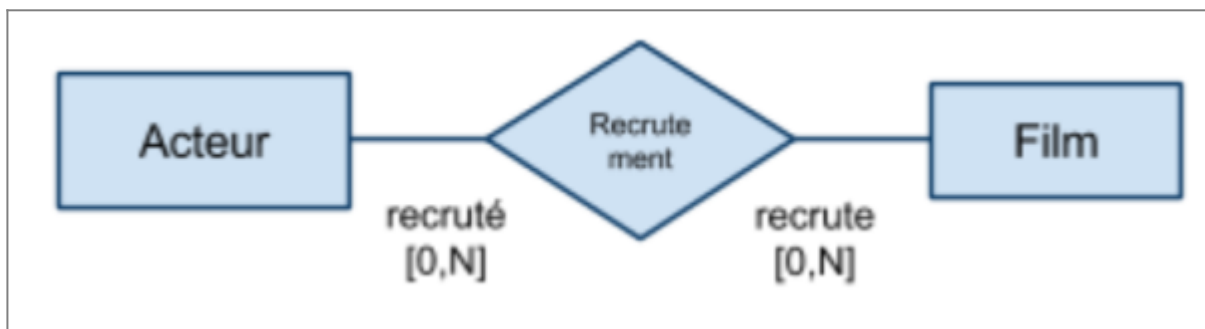 Acteur
Recrute
ment
Film
recruté
[0,N]
recrute
[0,N]